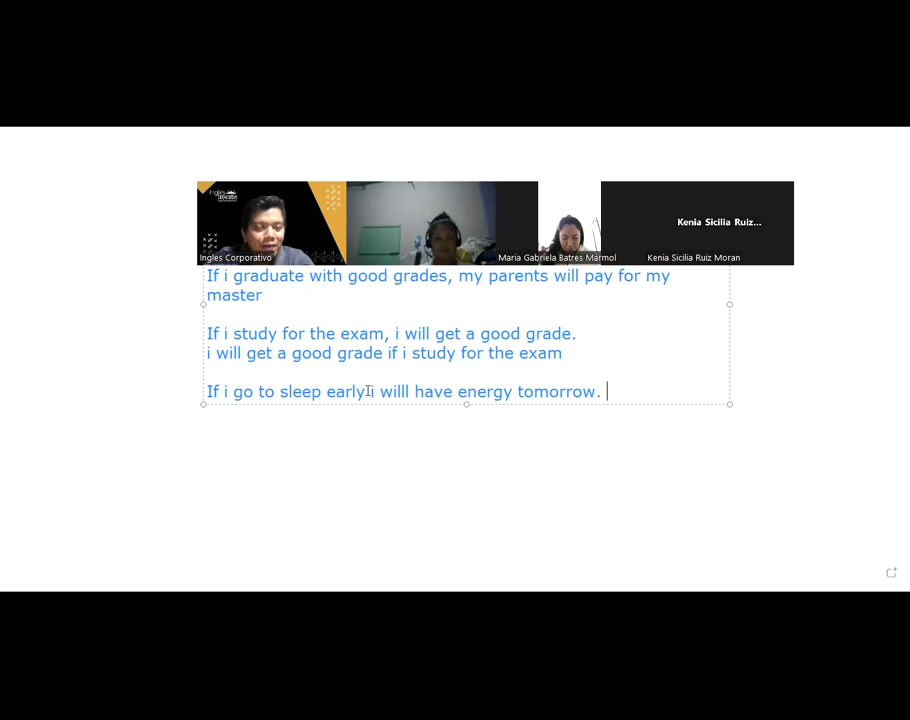 Kenia Sicilia Ruiz...
Ingles Corporativo
Maria Gabriela Batres Marmol
Kenia Sicilia Ruiz Moran
If i graduate with good grades, my parents will pay for my
master
If i study for the exam, i will get a good grade.
i will get a good grade if i study for the exam
If i go to sleep early i willl have energy tomorrow.